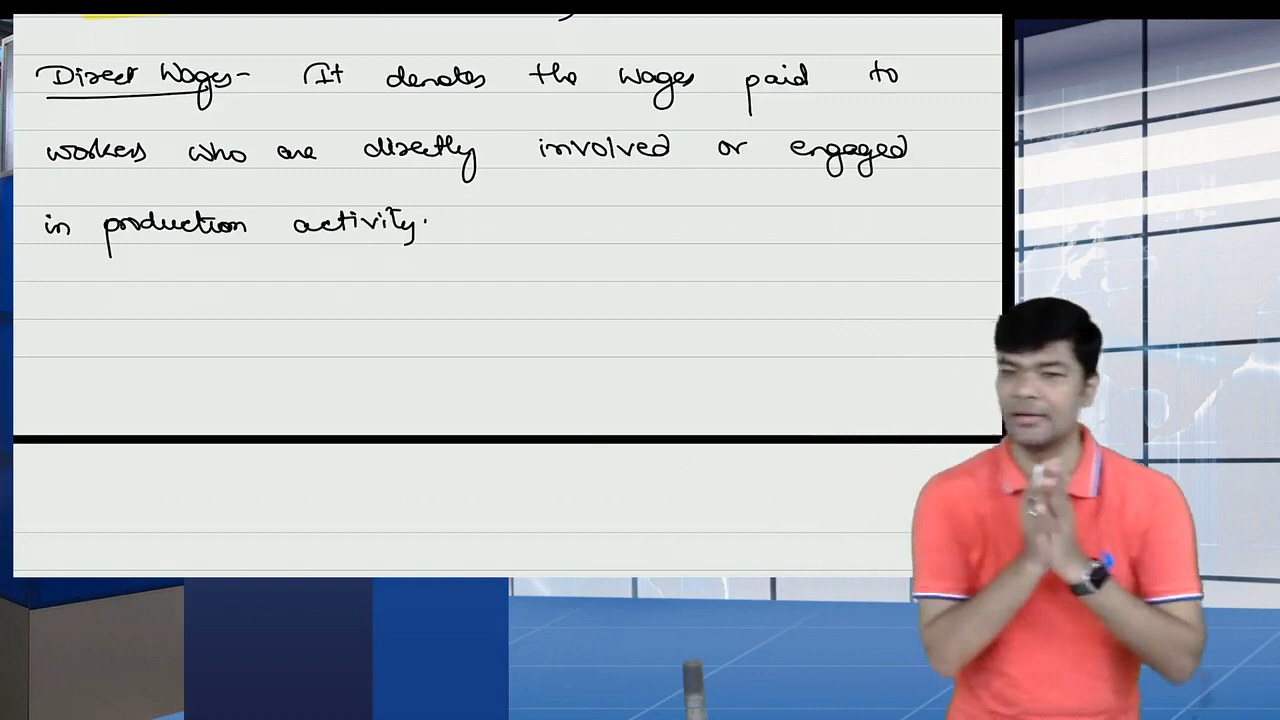 Direct Wages- It denotes the wages paid to
workers who are directly involved or engaged
in production activity.